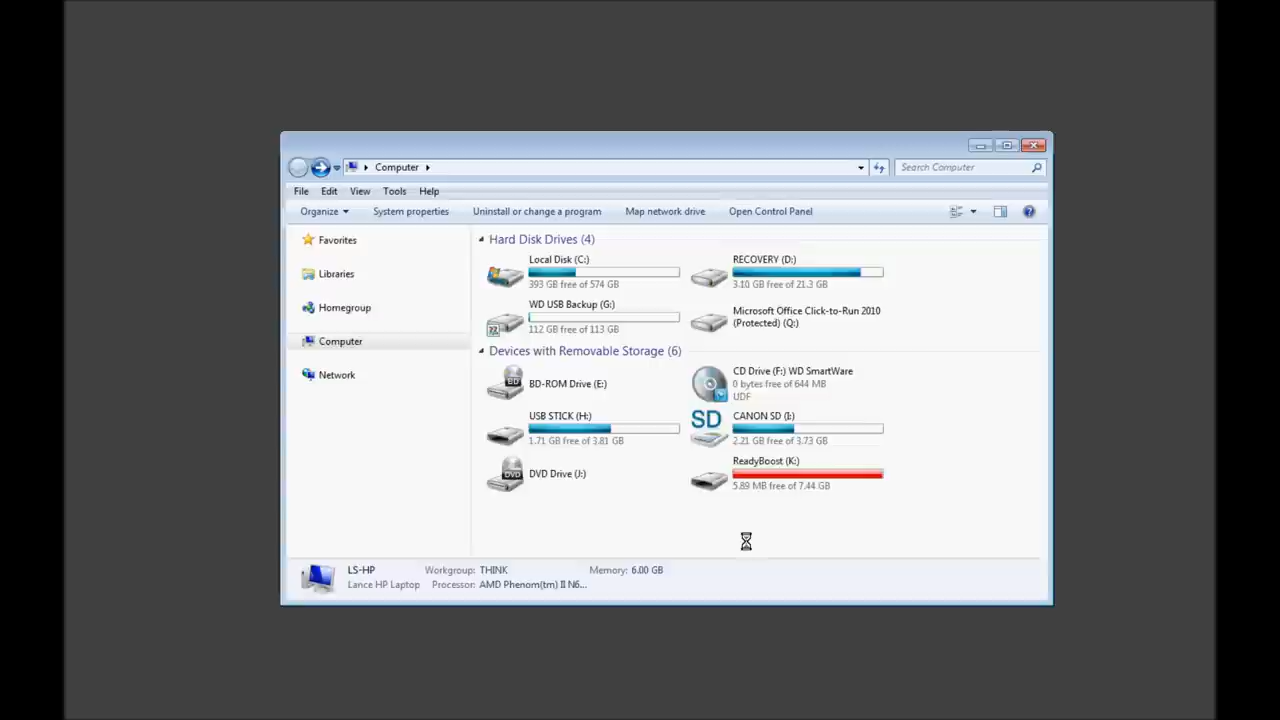 Computer
Search Computer
File Edit View Tools Help
Organize System properties Uninstall or change a program Map network drive Open Control Panel
Favorites
Libraries
Homegroup
Computer
Network
Hard Disk Drives (4)
Local Disk (C:)
393 GB free of 574 GB
RECOVERY (D:)
3.10 GB free of 21.3 GB
WD USB Backup (G:)
112 GB free of 113 GB
Microsoft Office Click-to-Run 2010
(Protected) (Q:)
Devices with Removable Storage (6)
BD
BD-ROM Drive (E:)
CD Drive (F:) WD SmartWare
0 bytes free of 644 MB
UDF
USB STICK (H:)
1.71 GB free of 3.81 GB
SD
CANON SD (I:)
2.21 GB free of 3.73 GB
DVD
DVD Drive (J:)
ReadyBoost (K:)
5.89 MB free of 7.44 GB
LS-HP Workgroup: THINK Memory: 6.00 GB
Lance HP Laptop Processor: AMD Phenom(tm) II N6...